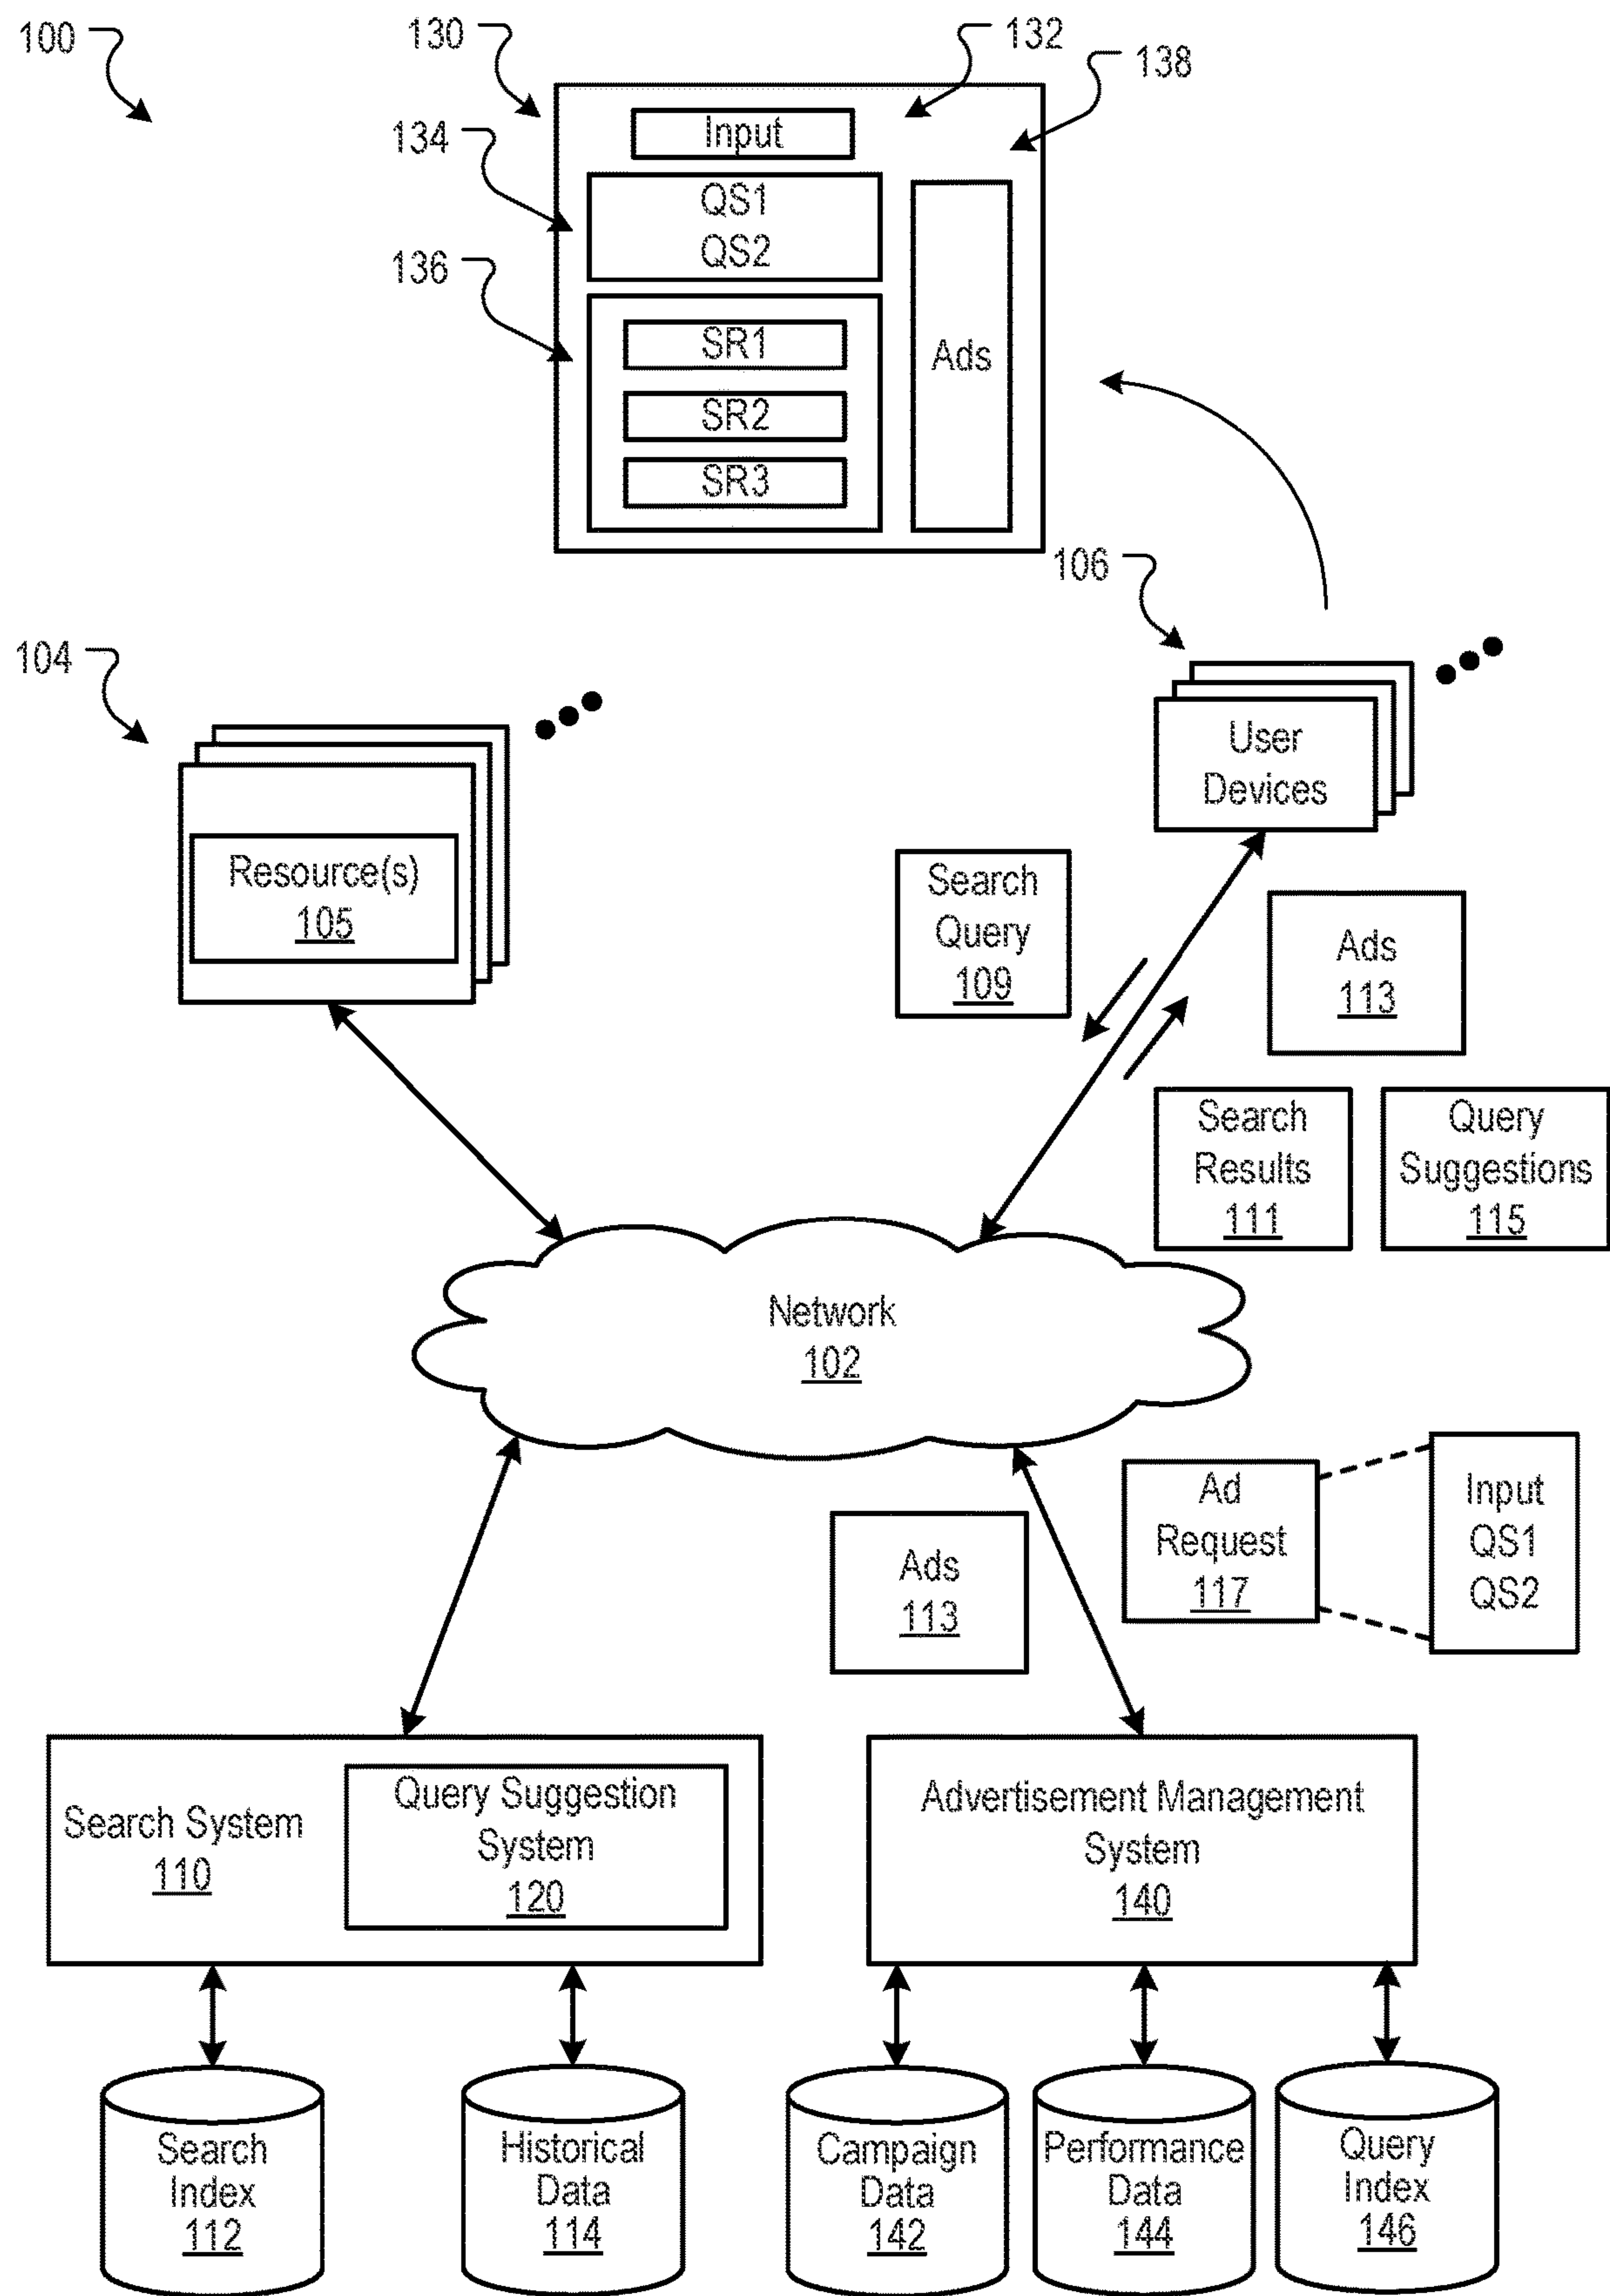 100
130
132
138
Input
134
QS1
QS2
136
SR1
SR2
SR3
Ads
106
104
User
Devices
Resource(s)
105
Search
Query
109
Ads
113
Search
Results
111
Query
Suggestions
115
Network
102
Ads
113
Ad
Request
117
Input
QS1
QS2
Search System
110
Query Suggestion
System
120
Advertisement Management
System
140
Search
Index
112
Historical
Data
114
Campaign
Data
142
Performance
Data
144
Query
Index
146